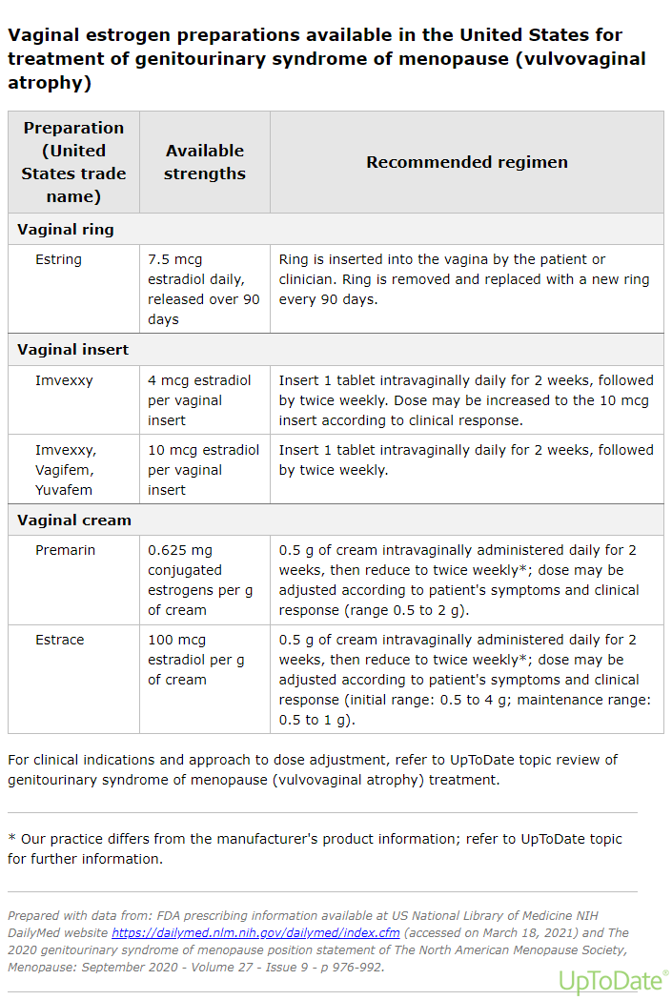 Vaginal estrogen preparations available in the United States for
treatment of genitourinary syndrome of menopause (vulvovaginal
atrophy)
Preparation
(United
States trade
name)
Available
strengths
Recommended regimen
Vaginal ring
Estring
7.5 mcg
estradiol daily,
released over 90
days
Ring is inserted into the vagina by the patient or
clinician. Ring is removed and replaced with a new ring
every 90 days.
Vaginal insert
Imvexxy
4 mcg estradiol
per vaginal
insert
Insert 1 tablet intravaginally daily for 2 weeks, followed
by twice weekly. Dose may be increased to the 10 mcg
insert according to clinical response.
Imvexxy,
Vagifem,
Yuvafem
10 mcg estradiol
per vaginal
insert
Insert 1 tablet intravaginally daily for 2 weeks, followed
by twice weekly.
Vaginal cream
Premarin
0.625 mg
conjugated
estrogens per g
of cream
0.5 g of cream intravaginally administered daily for 2
weeks, then reduce to twice weekly*; dose may be
adjusted according to patient's symptoms and clinical
response (range 0.5 to 2 g).
Estrace
100 mcg
estradiol per g
of cream
0.5 g of cream intravaginally administered daily for 2
weeks, then reduce to twice weekly*; dose may be
adjusted according to patient's symptoms and clinical
response (initial range: 0.5 to 4 g; maintenance range:
0.5 to 1 g).
For clinical indications and approach to dose adjustment, refer to UpToDate topic review of
genitourinary syndrome of menopause (vulvovaginal atrophy) treatment.
* Our practice differs from the manufacturer's product information; refer to UpToDate topic
for further information.
Prepared with data from: FDA prescribing information available at US National Library of Medicine NIH
DailyMed website https://dailymed.nlm.nih.gov/dailymed/index.cfm (accessed on March 18, 2021) and The
2020 genitourinary syndrome of menopause position statement of The North American Menopause Society,
Menopause: September 2020 - Volume 27 - Issue 9 - p 976-992.
UpToDate®